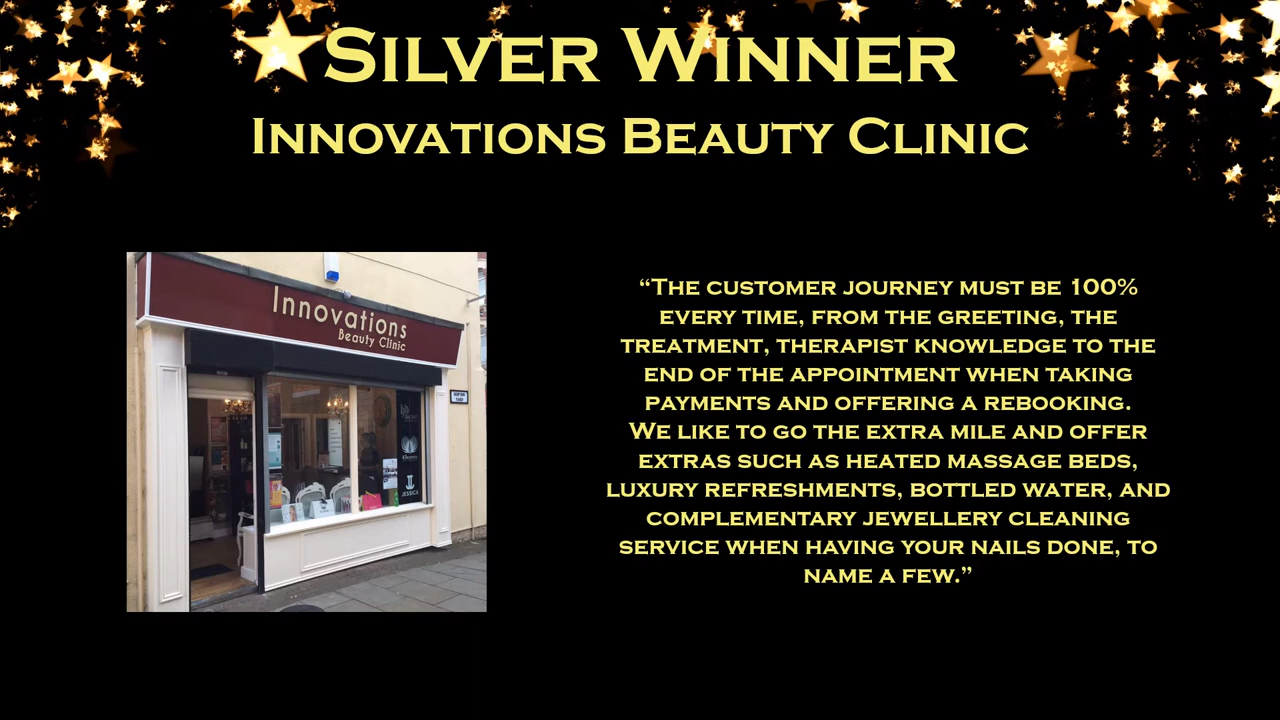 Silver Winner
Innovations Beauty Clinic
Innovations
Beauty Clinic
JESSICA
“The customer journey must be 100%
every time, from the greeting, the
treatment, therapist knowledge to the
end of the appointment when taking
payments and offering a rebooking.
We like to go the extra mile and offer
extras such as heated massage beds,
luxury refreshments, bottled water, and
complementary jewellery cleaning
service when having your nails done, to
name a few.”